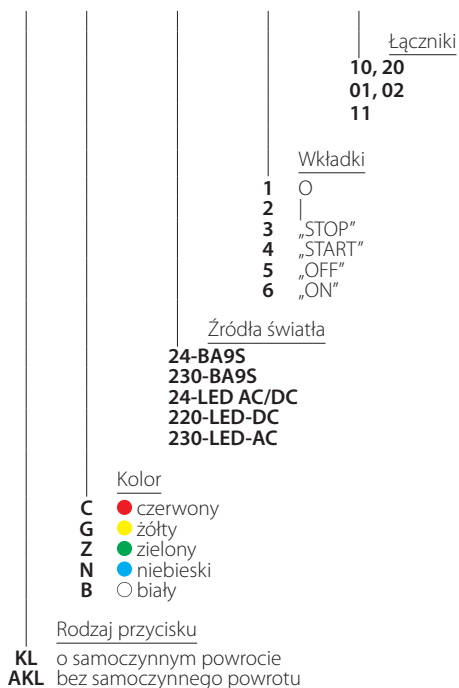 Łączniki
10, 20
01, 02
11
Wkładki
1 O
2 |
3 „STOP”
4 „START”
5 „OFF”
6 „ON”
Źródła światła
24-BA9S
230-BA9S
24-LED AC/DC
220-LED-DC
230-LED-AC
Kolor
C czerwony
G żółty
Z zielony
N niebieski
B biały
Rodzaj przycisku
KL o samoczynnym powrocie
AKL bez samoczynnego powrotu